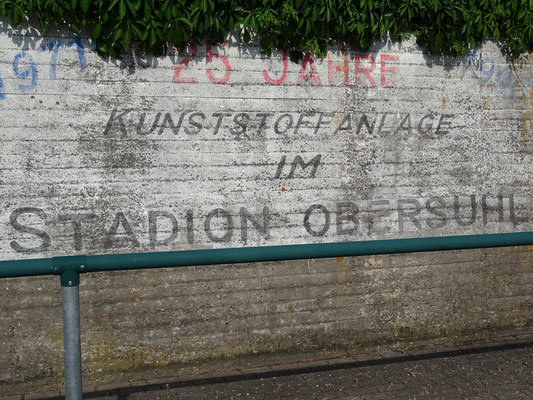 1977 25 JAHRE
KUNSTSTOFFANLAGE
IM
STADION OBERSUHL